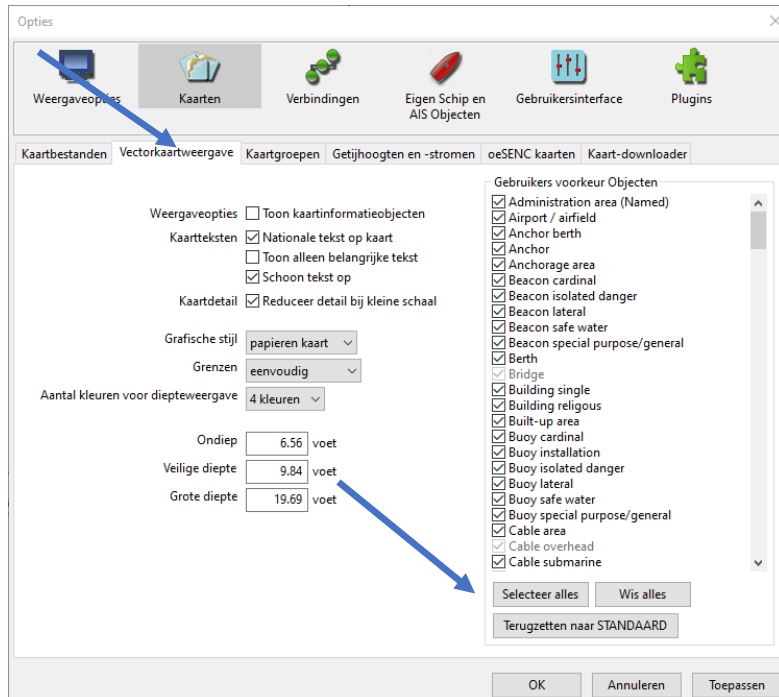 Opties
Weergaveopties
Kaarten
Verbindingen
Eigen Schip en
AIS Objecten
Gebruikersinterface
Plugins
Kaartbestanden
Vectorkaartweergave
Kaartgroepen
Getijhoogten en -stromen
oeSENC kaarten
Kaart-downloader
Weergaveopties Toon kaartinformatieobjecten
Kaartteksten Nationale tekst op kaart
Toon alleen belangrijke tekst
Schoon tekst op
Kaartdetail Reduceer detail bij kleine schaal
Grafische stijl papieren kaart
Grenzen eenvoudig
Aantal kleuren voor diepteweergave 4 kleuren
Ondiep 6.56 voet
Veilige diepte 9.84 voet
Grote diepte 19.69 voet
Gebruikers voorkeur Objecten
Administration area (Named)
Airport / airfield
Anchor berth
Anchor
Anchorage area
Beacon cardinal
Beacon isolated danger
Beacon lateral
Beacon safe water
Beacon special purpose/general
Berth
Bridge
Building single
Building religous
Built-up area
Buoy cardinal
Buoy installation
Buoy isolated danger
Buoy lateral
Buoy safe water
Buoy special purpose/general
Cable area
Cable overhead
Cable submarine
Selecteer alles
Wis alles
Terugzetten naar STANDAARD
OK
Annuleren
Toepassen